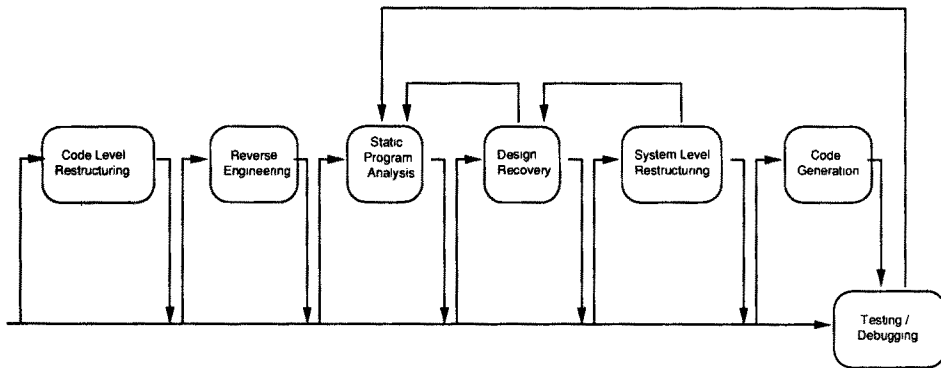 Code Level
Restructuring
Reverse
Engineering
Static
Program
Analysis
Design
Recovery
System Level
Restructuring
Code
Generation
Testing /
Debugging